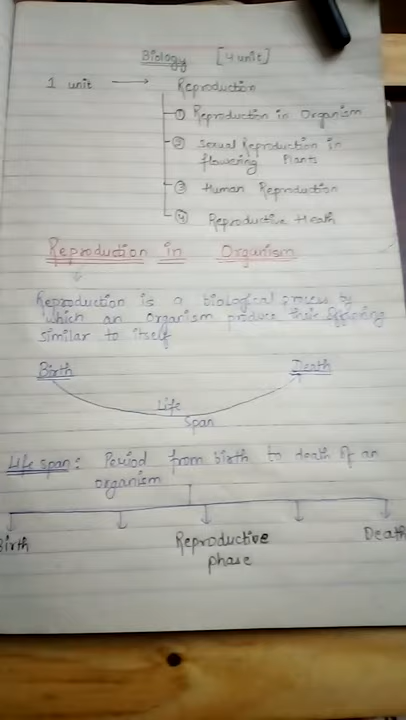 Biology [4 unit]
1 unit → Reproduction
① Reproduction in Organism
② Sexual Reproduction in
flowering Plants
③ Human Reproduction
④ Reproductive Heath
Reproduction in Organism
Reproduction is a biological process by
which an organism produce their offspring
similar to itself
Birth Death
Life
Span
Life span: Period from birth to death of an
organism
Birth Reproductive Death
phase